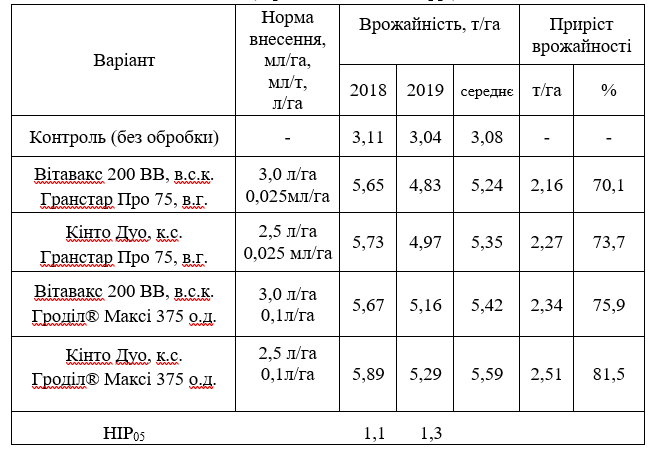 Варіант
Норма
внесення,
мл/га,
мл/т,
л/га
Врожайність, т/га
Приріст
врожайності
2018 2019 середнє т/га %
Контроль (без обробки) - 3,11 3,04 3,08 - -
Вітавакс 200 ВВ, в.с.к.
Гранстар Про 75, в.г.
3,0 л/га
0,025мл/га
5,65 4,83 5,24 2,16 70,1
Кінто Дуо, к.с.
Гранстар Про 75, в.г.
2,5 л/га
0,025 мл/га
5,73 4,97 5,35 2,27 73,7
Вітавакс 200 ВВ, в.с.к.
Гроділ® Максі 375 о.д.
3,0 л/га
0,1л/га
5,67 5,16 5,42 2,34 75,9
Кінто Дуо, к.с.
Гроділ® Максі 375 о.д.
2,5 л/га
0,1л/га
5,89 5,29 5,59 2,51 81,5
НІР05 1,1 1,3